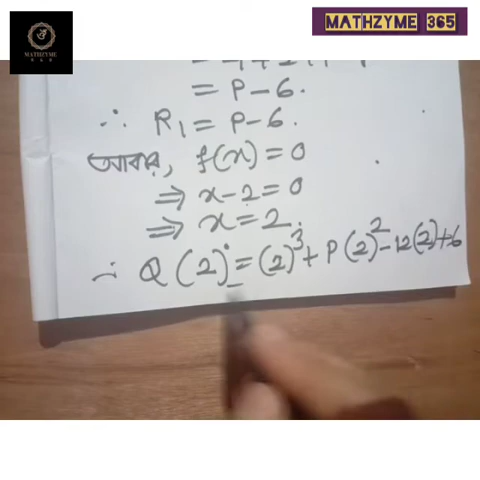 MATHZYME 365
MATHZYME
= P - 6.
∴ R₁ = P - 6.
আবার, f(x) = 0
⇒ x - 2 = 0
⇒ x = 2.
∴ Q(2) = (2)³ + P(2)² - 12(2) + 6